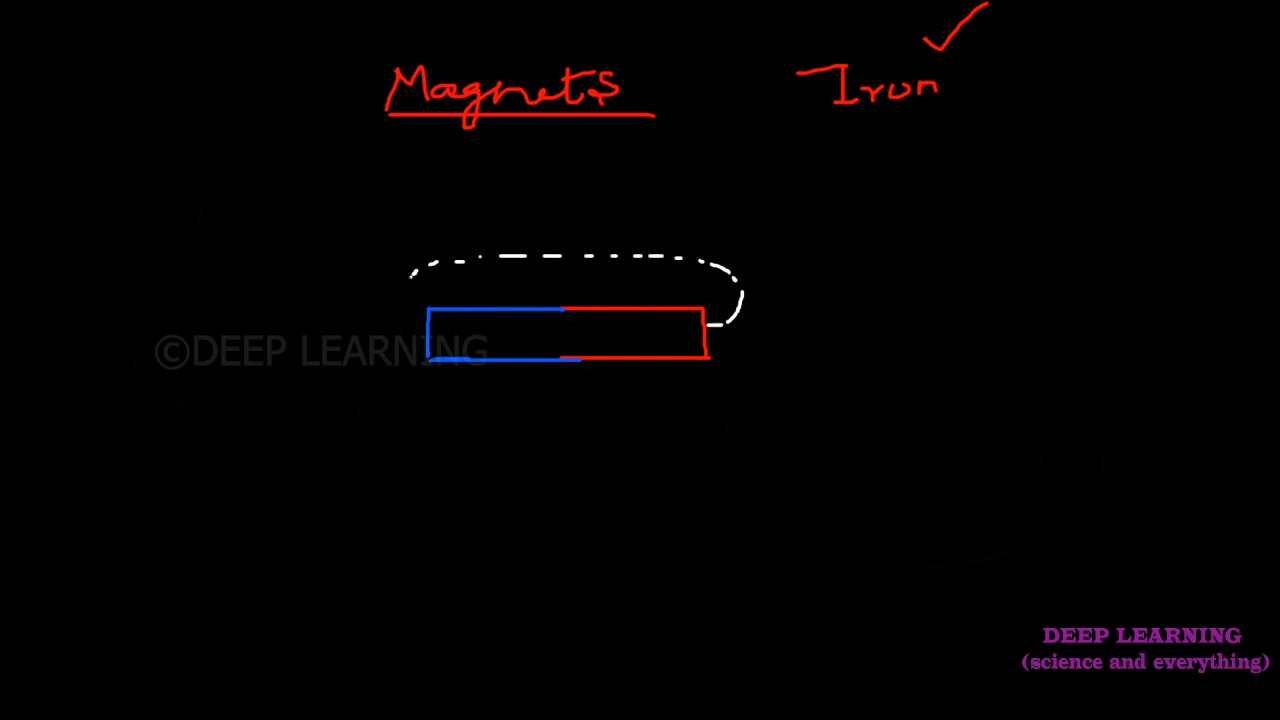 Magnets Iron
©DEEP LEARNING
DEEP LEARNING
(science and everything)